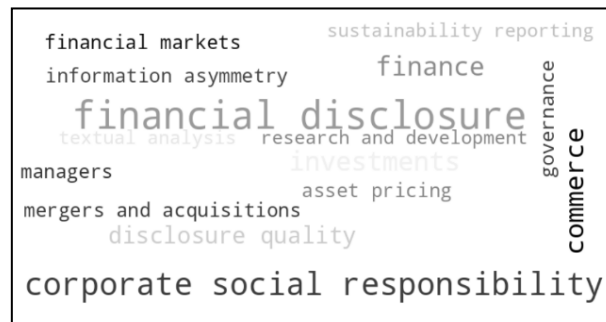 sustainability reporting
financial markets
finance
information asymmetry
governance
financial disclosure
textual analysis
research and development
commerce
investments
managers
asset pricing
mergers and acquisitions
disclosure quality
corporate social responsibility